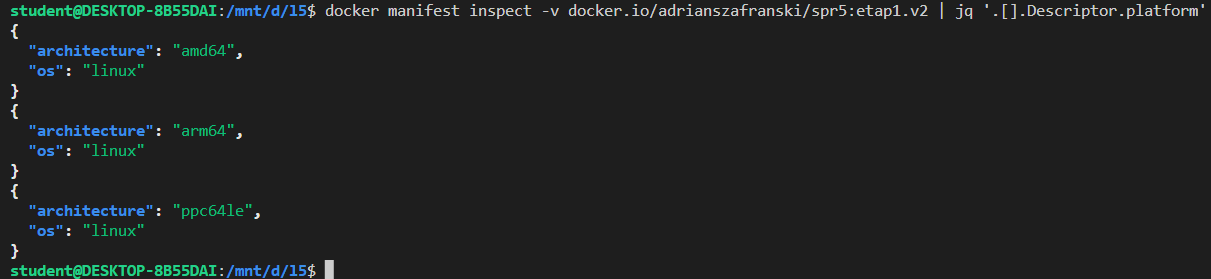 student@DESKTOP-8B55DAI:/mnt/d/l5$ docker manifest inspect -v docker.io/adrianszafranski/spr5:etap1.v2 | jq '.[].Descriptor.platform'
{
  "architecture": "amd64",
  "os": "linux"
}
{
  "architecture": "arm64",
  "os": "linux"
}
{
  "architecture": "ppc64le",
  "os": "linux"
}
student@DESKTOP-8B55DAI:/mnt/d/l5$